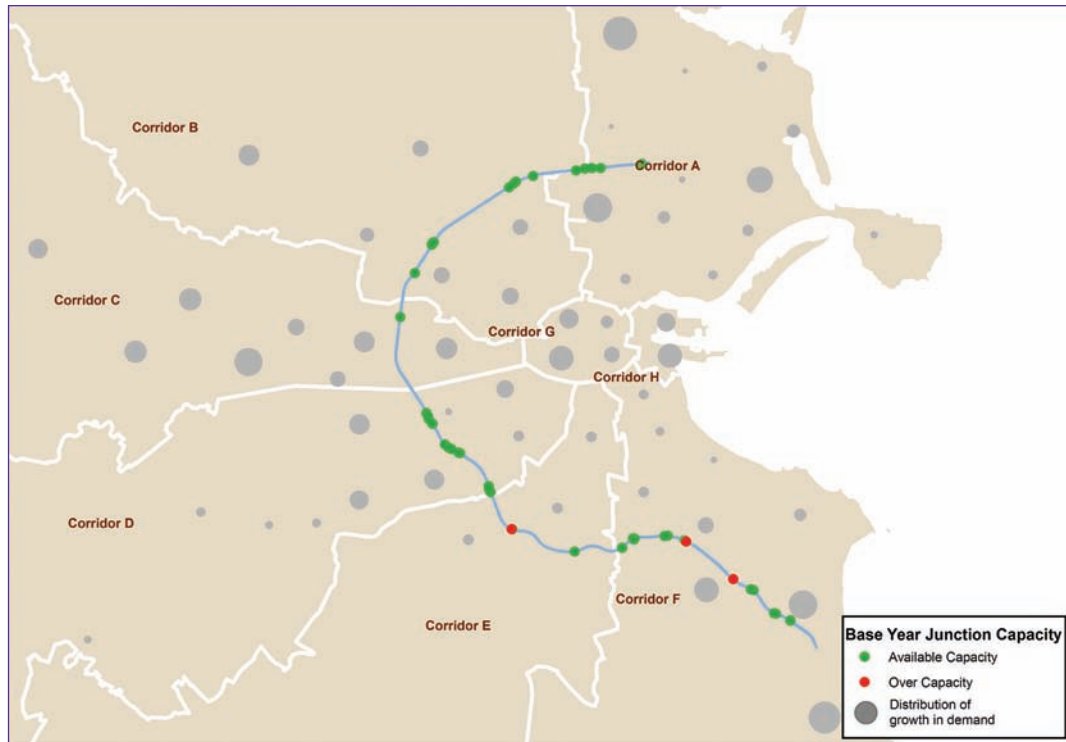 Corridor B
Corridor A
Corridor C
Corridor G
Corridor H
Corridor D
Corridor F
Corridor E
Base Year Junction Capacity
Available Capacity
Over Capacity
Distribution of
growth in demand